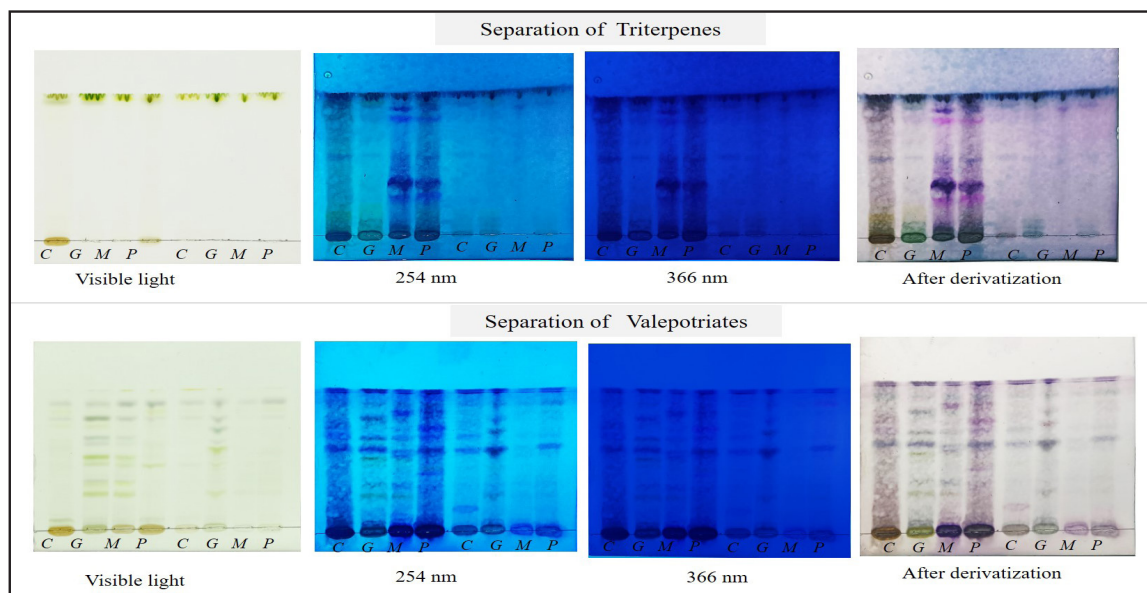 Separation of Triterpenes
C G M P C G M P
C G M P C G M P
C G M P C G M P
C G M P C G M P
Visible light
254 nm
366 nm
After derivatization
Separation of Valepotriates
C G M P C G M P
C G M P C G M P
C G M P C G M P
C G M P C G M P
Visible light
254 nm
366 nm
After derivatization